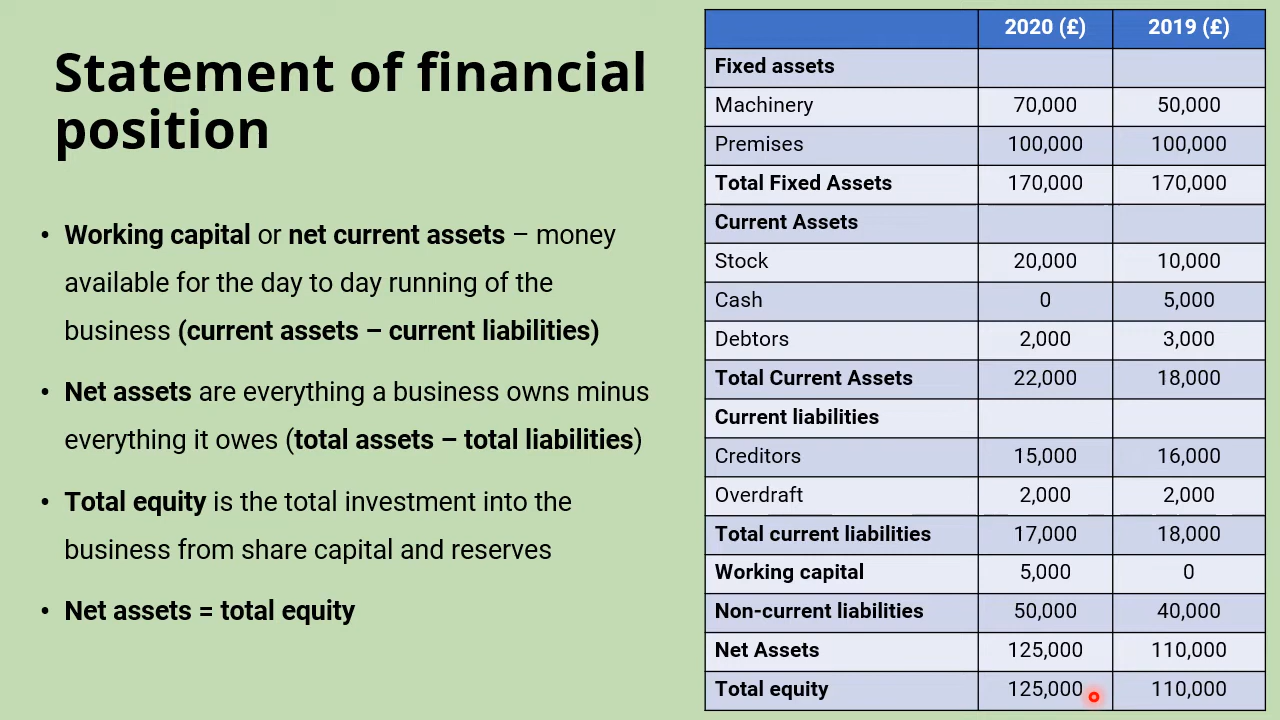 Statement of financial
position
• Working capital or net current assets – money
available for the day to day running of the
business (current assets – current liabilities)
• Net assets are everything a business owns minus
everything it owes (total assets – total liabilities)
• Total equity is the total investment into the
business from share capital and reserves
• Net assets = total equity
2020 (£) 2019 (£)
Fixed assets
Machinery 70,000 50,000
Premises 100,000 100,000
Total Fixed Assets 170,000 170,000
Current Assets
Stock 20,000 10,000
Cash 0 5,000
Debtors 2,000 3,000
Total Current Assets 22,000 18,000
Current liabilities
Creditors 15,000 16,000
Overdraft 2,000 2,000
Total current liabilities 17,000 18,000
Working capital 5,000 0
Non-current liabilities 50,000 40,000
Net Assets 125,000 110,000
Total equity 125,000 110,000